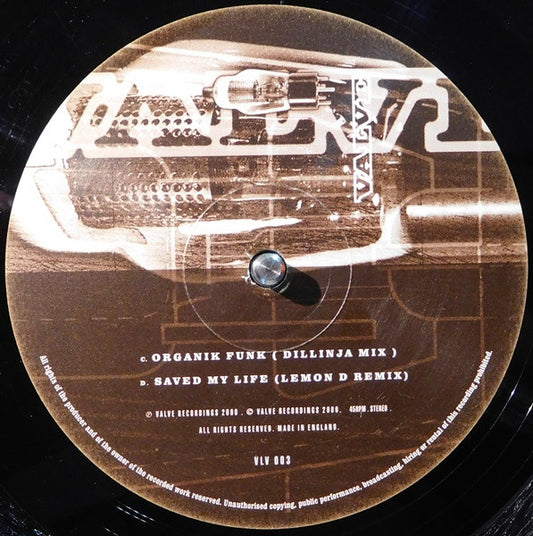 VALVE
C. ORGANIK FUNK ( DILLINJA MIX )
D. SAVED MY LIFE (LEMON D REMIX)
℗ VALVE RECORDINGS 2000. © VALVE RECORDINGS 2000. 45RPM .STEREO .
ALL RIGHTS RESERVED. MADE IN ENGLAND.
VLV 003
All rights of the producer and of the owner of the recorded work reserved. Unauthorised copying, public performance, broadcasting, hiring or rental of this recording prohibited.